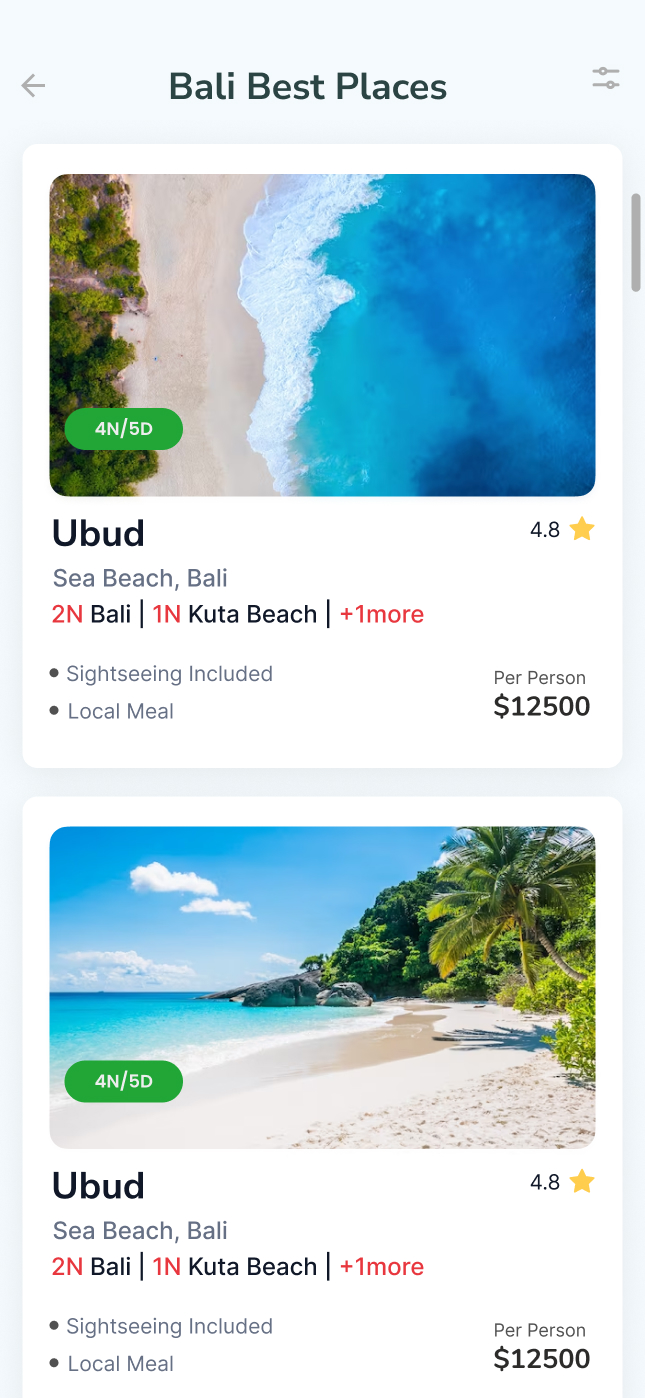 Bali Best Places
4N/5D
Ubud
4.8
Sea Beach, Bali
2N Bali | 1N Kuta Beach | +1more
• Sightseeing Included
Per Person
• Local Meal
$12500
4N/5D
Ubud
4.8
Sea Beach, Bali
2N Bali | 1N Kuta Beach | +1more
• Sightseeing Included
Per Person
• Local Meal
$12500